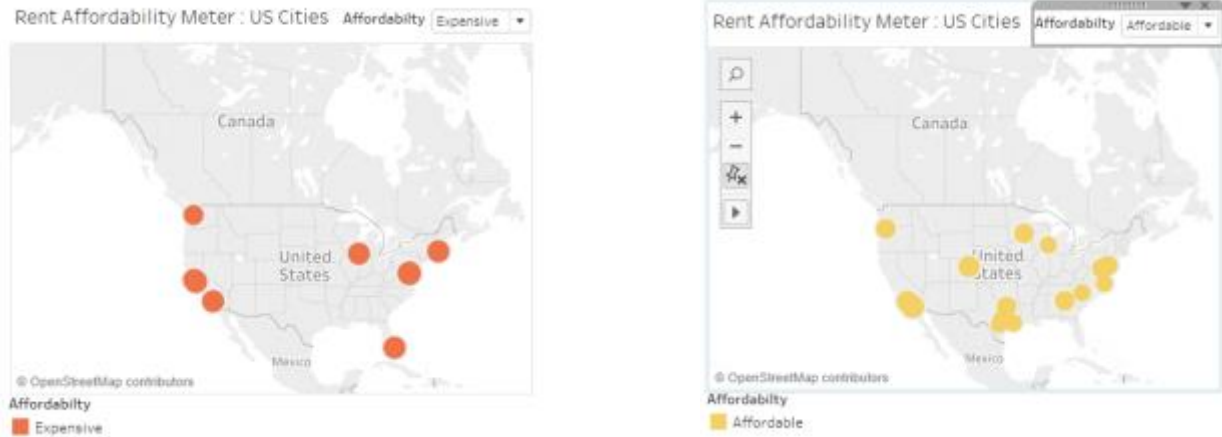 Rent Affordability Meter : US Cities Affordabilty Expensive
Canada
United
States
Mexico
© OpenStreetMap contributors
Affordabilty
Expensive
Rent Affordability Meter : US Cities Affordabilty Affordable
Canada
United
States
Mexico
© OpenStreetMap contributors
Affordabilty
Affordable